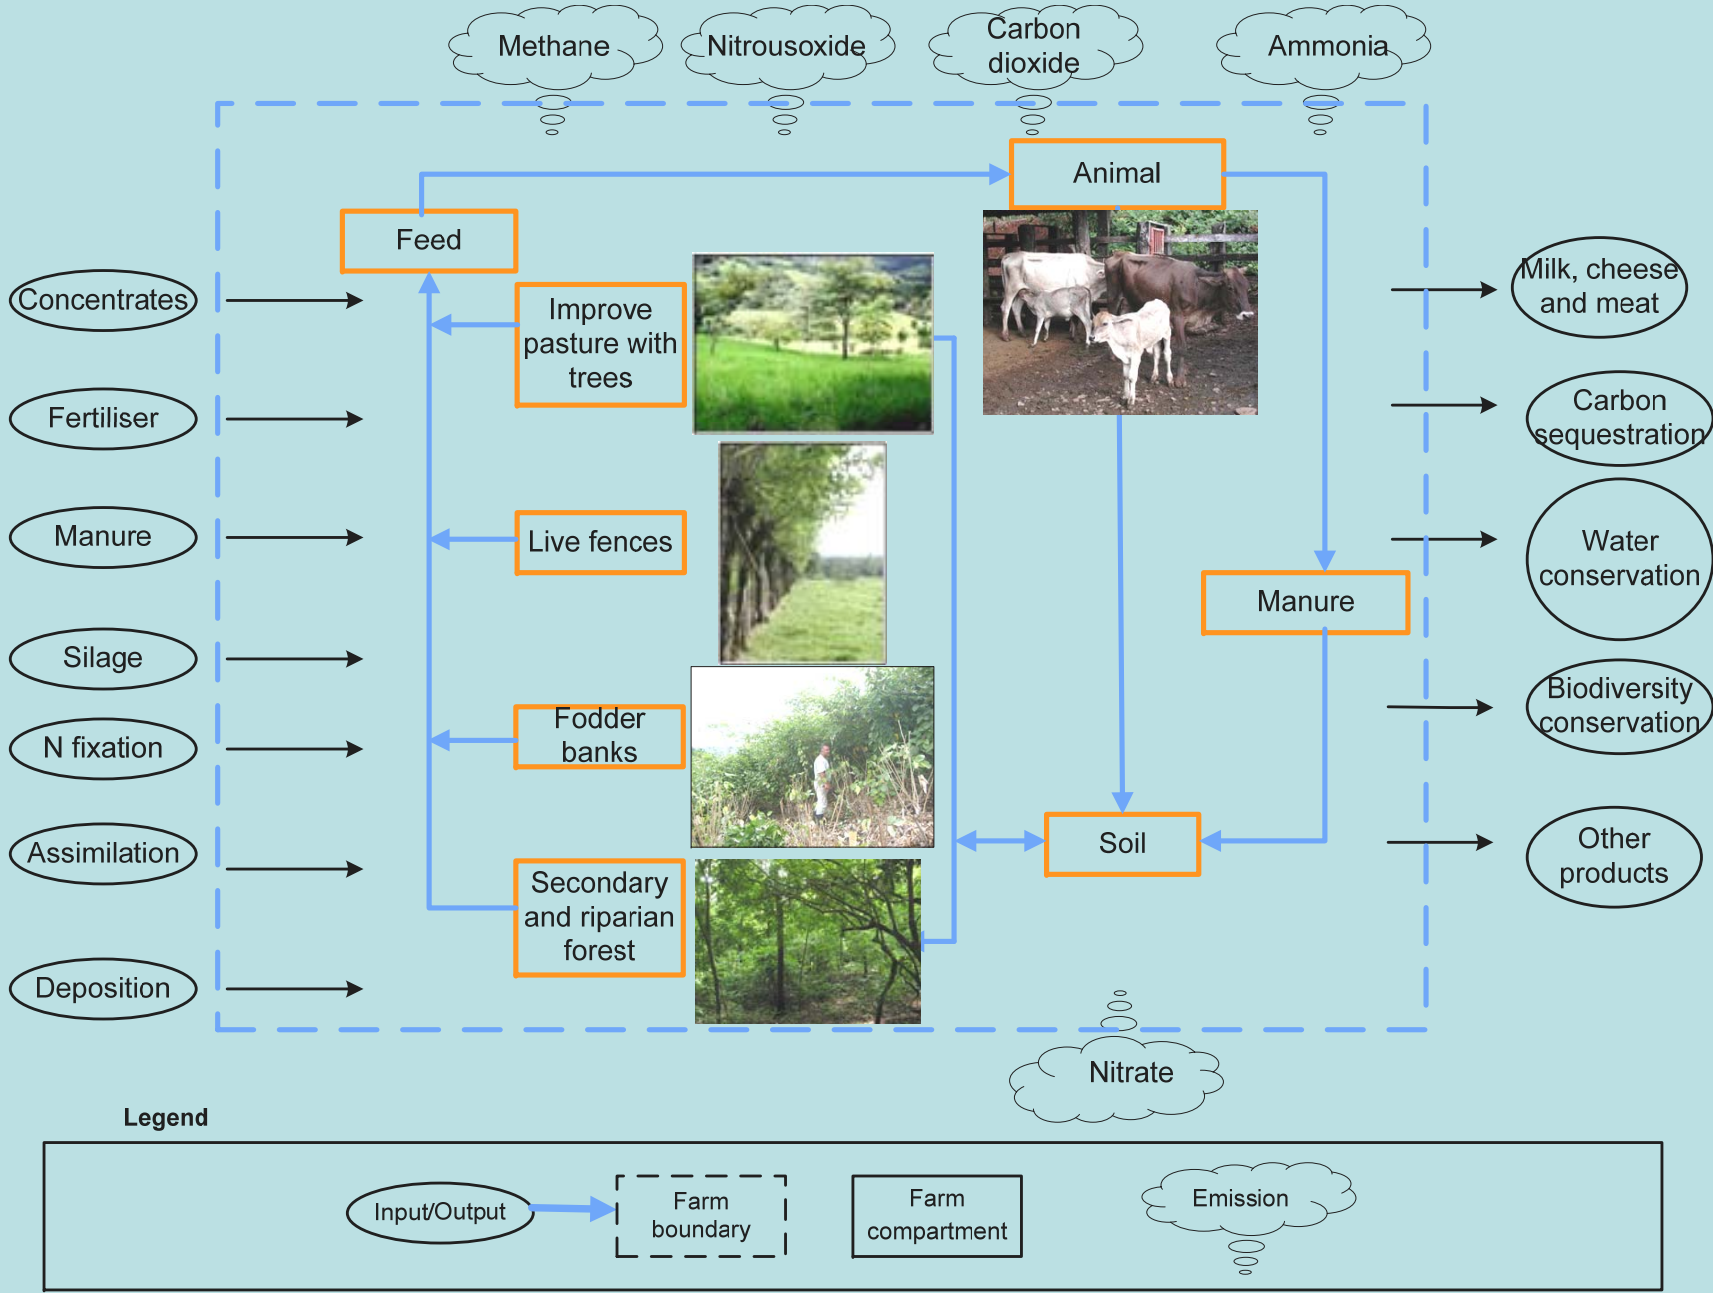 Methane
Nitrousoxide
Carbon
dioxide
Ammonia
Animal
Feed
Concentrates
Improve
pasture with
trees
Milk, cheese
and meat
Fertiliser
Carbon
sequestration
Manure
Live fences
Water
conservation
Manure
Silage
N fixation
Fodder
banks
Biodiversity
conservation
Assimilation
Soil
Other
products
Secondary
and riparian
forest
Deposition
Nitrate
Legend
Input/Output
Farm
boundary
Farm
compartment
Emission